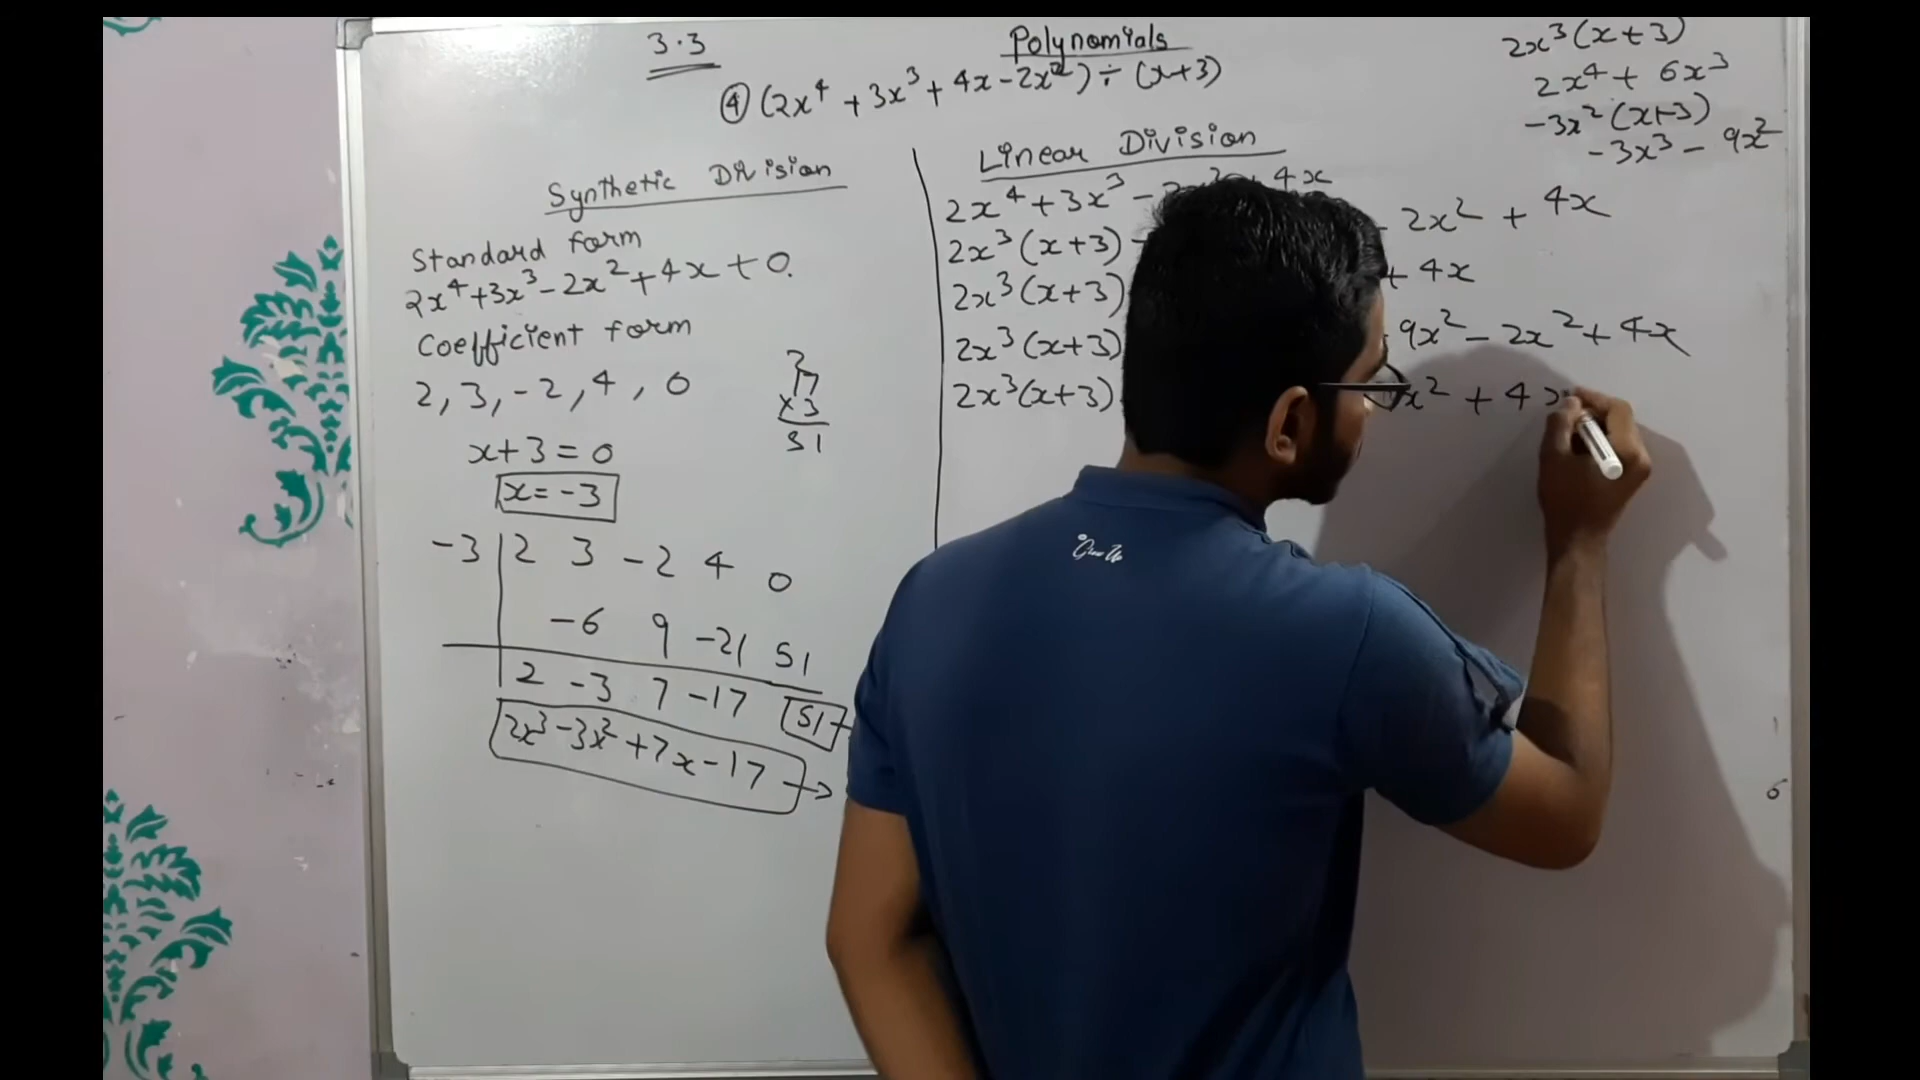 3.3
Polynomials
④ (2x⁴ + 3x³ + 4x - 2x²) ÷ (x+3)
Synthetic Division
Standard form
2x⁴+3x³-2x²+4x+0.
Coefficient form
2, 3, -2, 4, 0
x+3=0
x=-3
2
17
×3
51
-3 | 2 3 -2 4 0
-6 9 -21 51
2 -3 7 -17 51
2x³-3x²+7x-17 →
Linear Division
2x⁴+3x³- + 4x
2x³(x+3) - 2x² + 4x
2x³(x+3) + 4x
2x³(x+3) 9x² - 2x² + 4x
2x³(x+3) x² + 4x
2x³(x+3)
2x⁴ + 6x³
-3x²(x+3)
-3x³ - 9x²